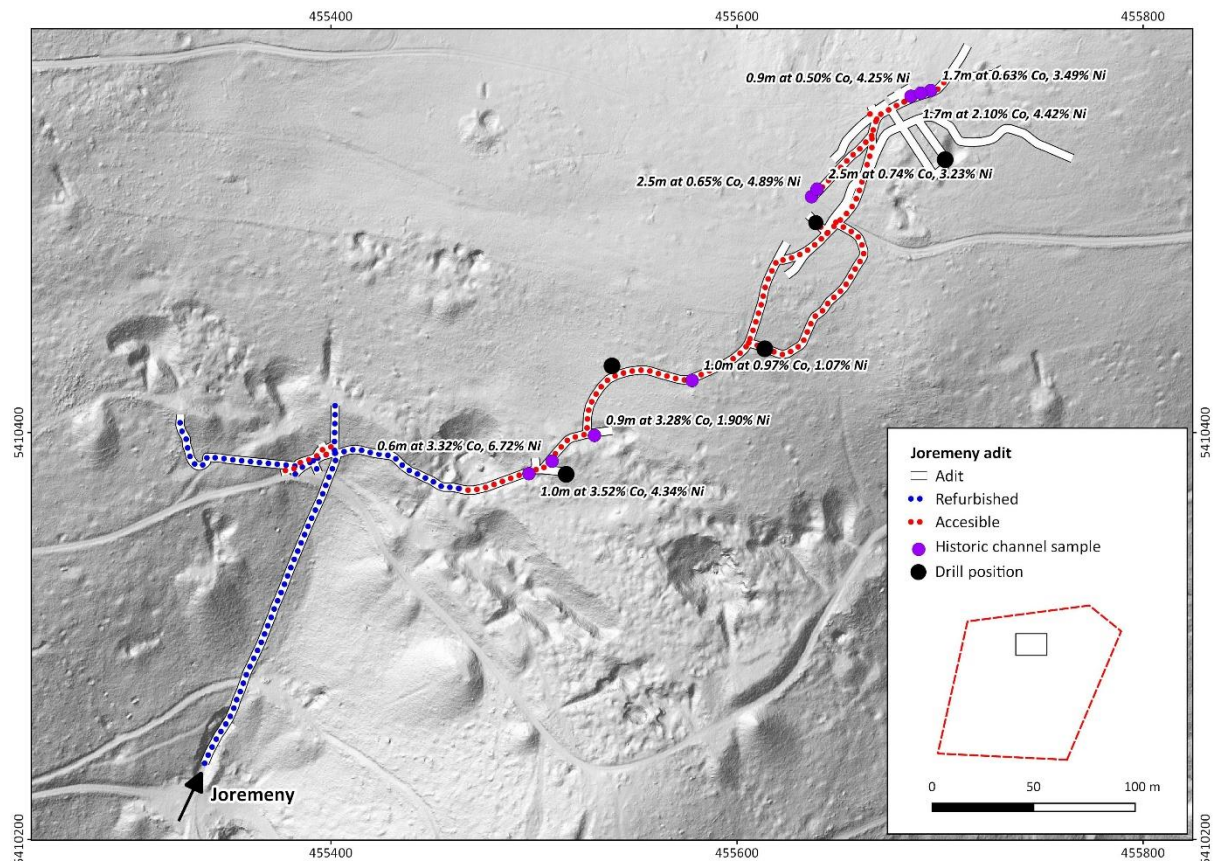 455400
455600
455800
0.9m at 0.50% Co, 4.25% Ni
1.7m at 0.63% Co, 3.49% Ni
1.7m at 2.10% Co, 4.42% Ni
2.5m at 0.65% Co, 4.89% Ni
2.5m at 0.74% Co, 3.23% Ni
1.0m at 0.97% Co, 1.07% Ni
0.9m at 3.28% Co, 1.90% Ni
0.6m at 3.32% Co, 6.72% Ni
1.0m at 3.52% Co, 4.34% Ni
5410400
5410400
Joremeny adit
Adit
Refurbished
Accesible
Historic channel sample
Drill position
0
50
100 m
Joremeny
5410200
5410200
455400
455600
455800